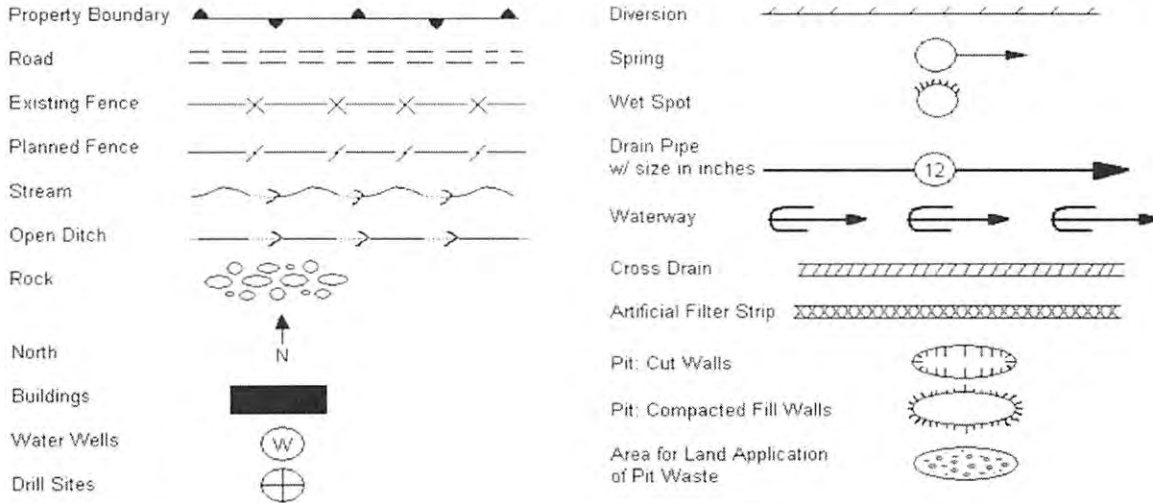 Property Boundary
Road
Existing Fence
Planned Fence
Stream
Open Ditch
Rock
North
N
Buildings
Water Wells
W
Drill Sites
Diversion
Spring
Wet Spot
Drain Pipe
w/ size in inches
12
Waterway
Cross Drain
Artificial Filter Strip
Pit: Cut Walls
Pit: Compacted Fill Walls
Area for Land Application
of Pit Waste